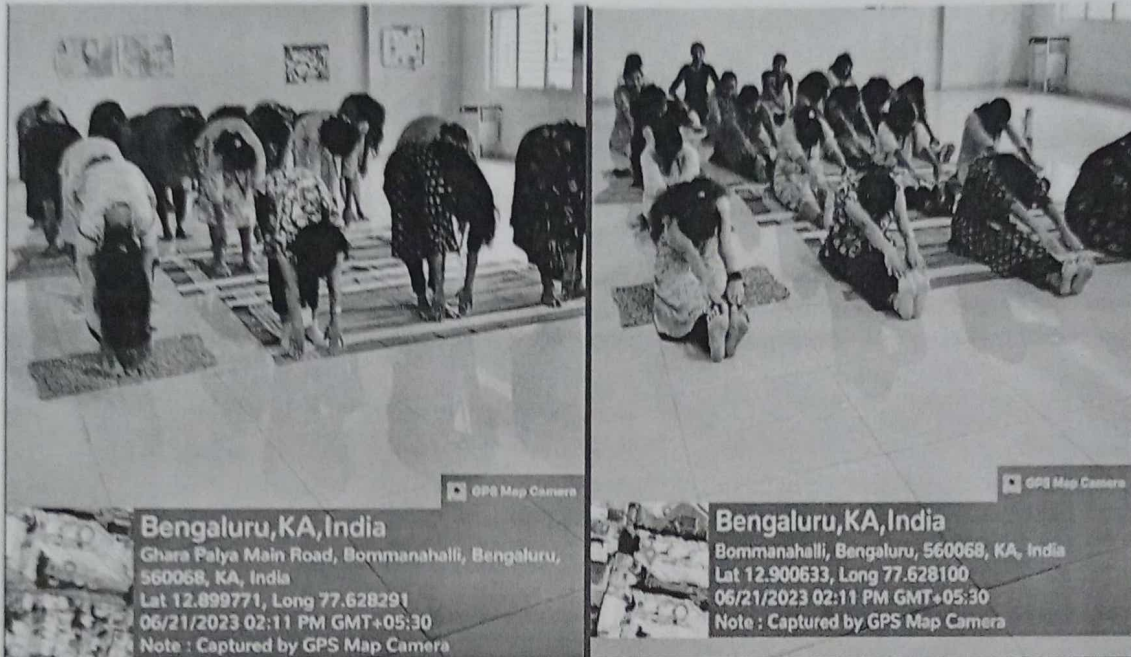 GPS Map Camera
Bengaluru,KA,India
Ghara Palya Main Road, Bommanahalli, Bengaluru,
560068, KA, India
Lat 12.899771, Long 77.628291
06/21/2023 02:11 PM GMT+05:30
Note : Captured by GPS Map Camera
GPS Map Camera
Bengaluru,KA,India
Bommanahalli, Bengaluru, 560068, KA, India
Lat 12.900633, Long 77.628100
06/21/2023 02:11 PM GMT+05:30
Note : Captured by GPS Map Camera